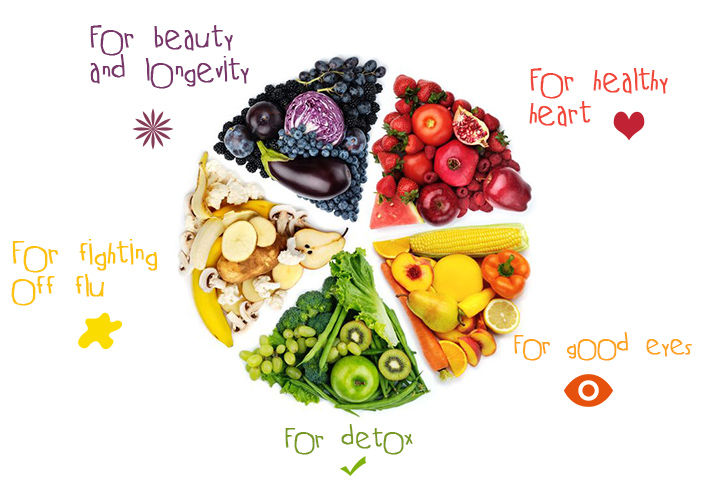 For beauty
and longevity
For healthy
heart
For fighting
off flu
For good eyes
For detox